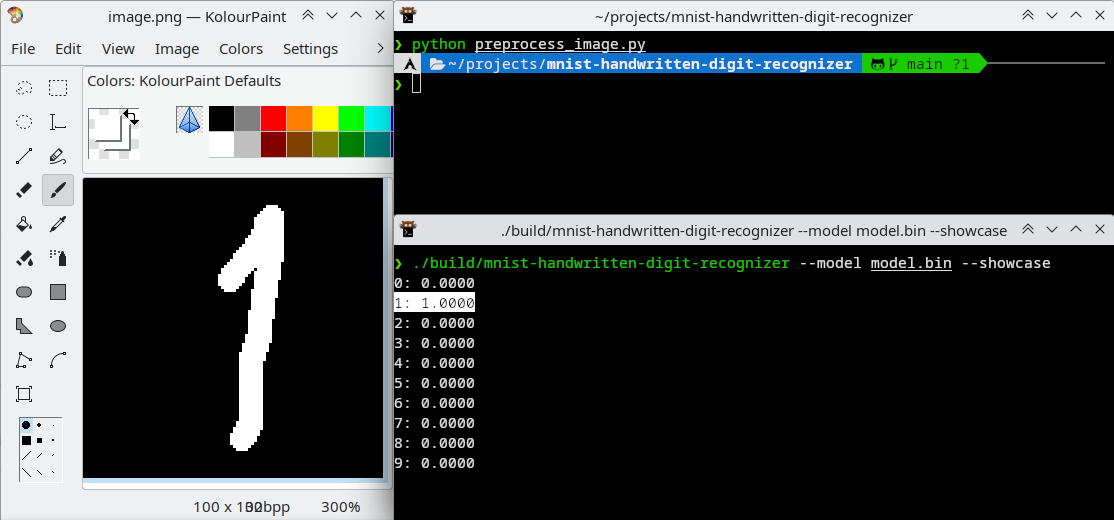 image.png — KolourPaint
File Edit View Image Colors Settings
Colors: KolourPaint Defaults
1
100 x 100 32bpp 300%
~/projects/mnist-handwritten-digit-recognizer
❯ python preprocess_image.py
~/projects/mnist-handwritten-digit-recognizer main ?1
❯
./build/mnist-handwritten-digit-recognizer --model model.bin --showcase
❯ ./build/mnist-handwritten-digit-recognizer --model model.bin --showcase
0: 0.0000
1: 1.0000
2: 0.0000
3: 0.0000
4: 0.0000
5: 0.0000
6: 0.0000
7: 0.0000
8: 0.0000
9: 0.0000